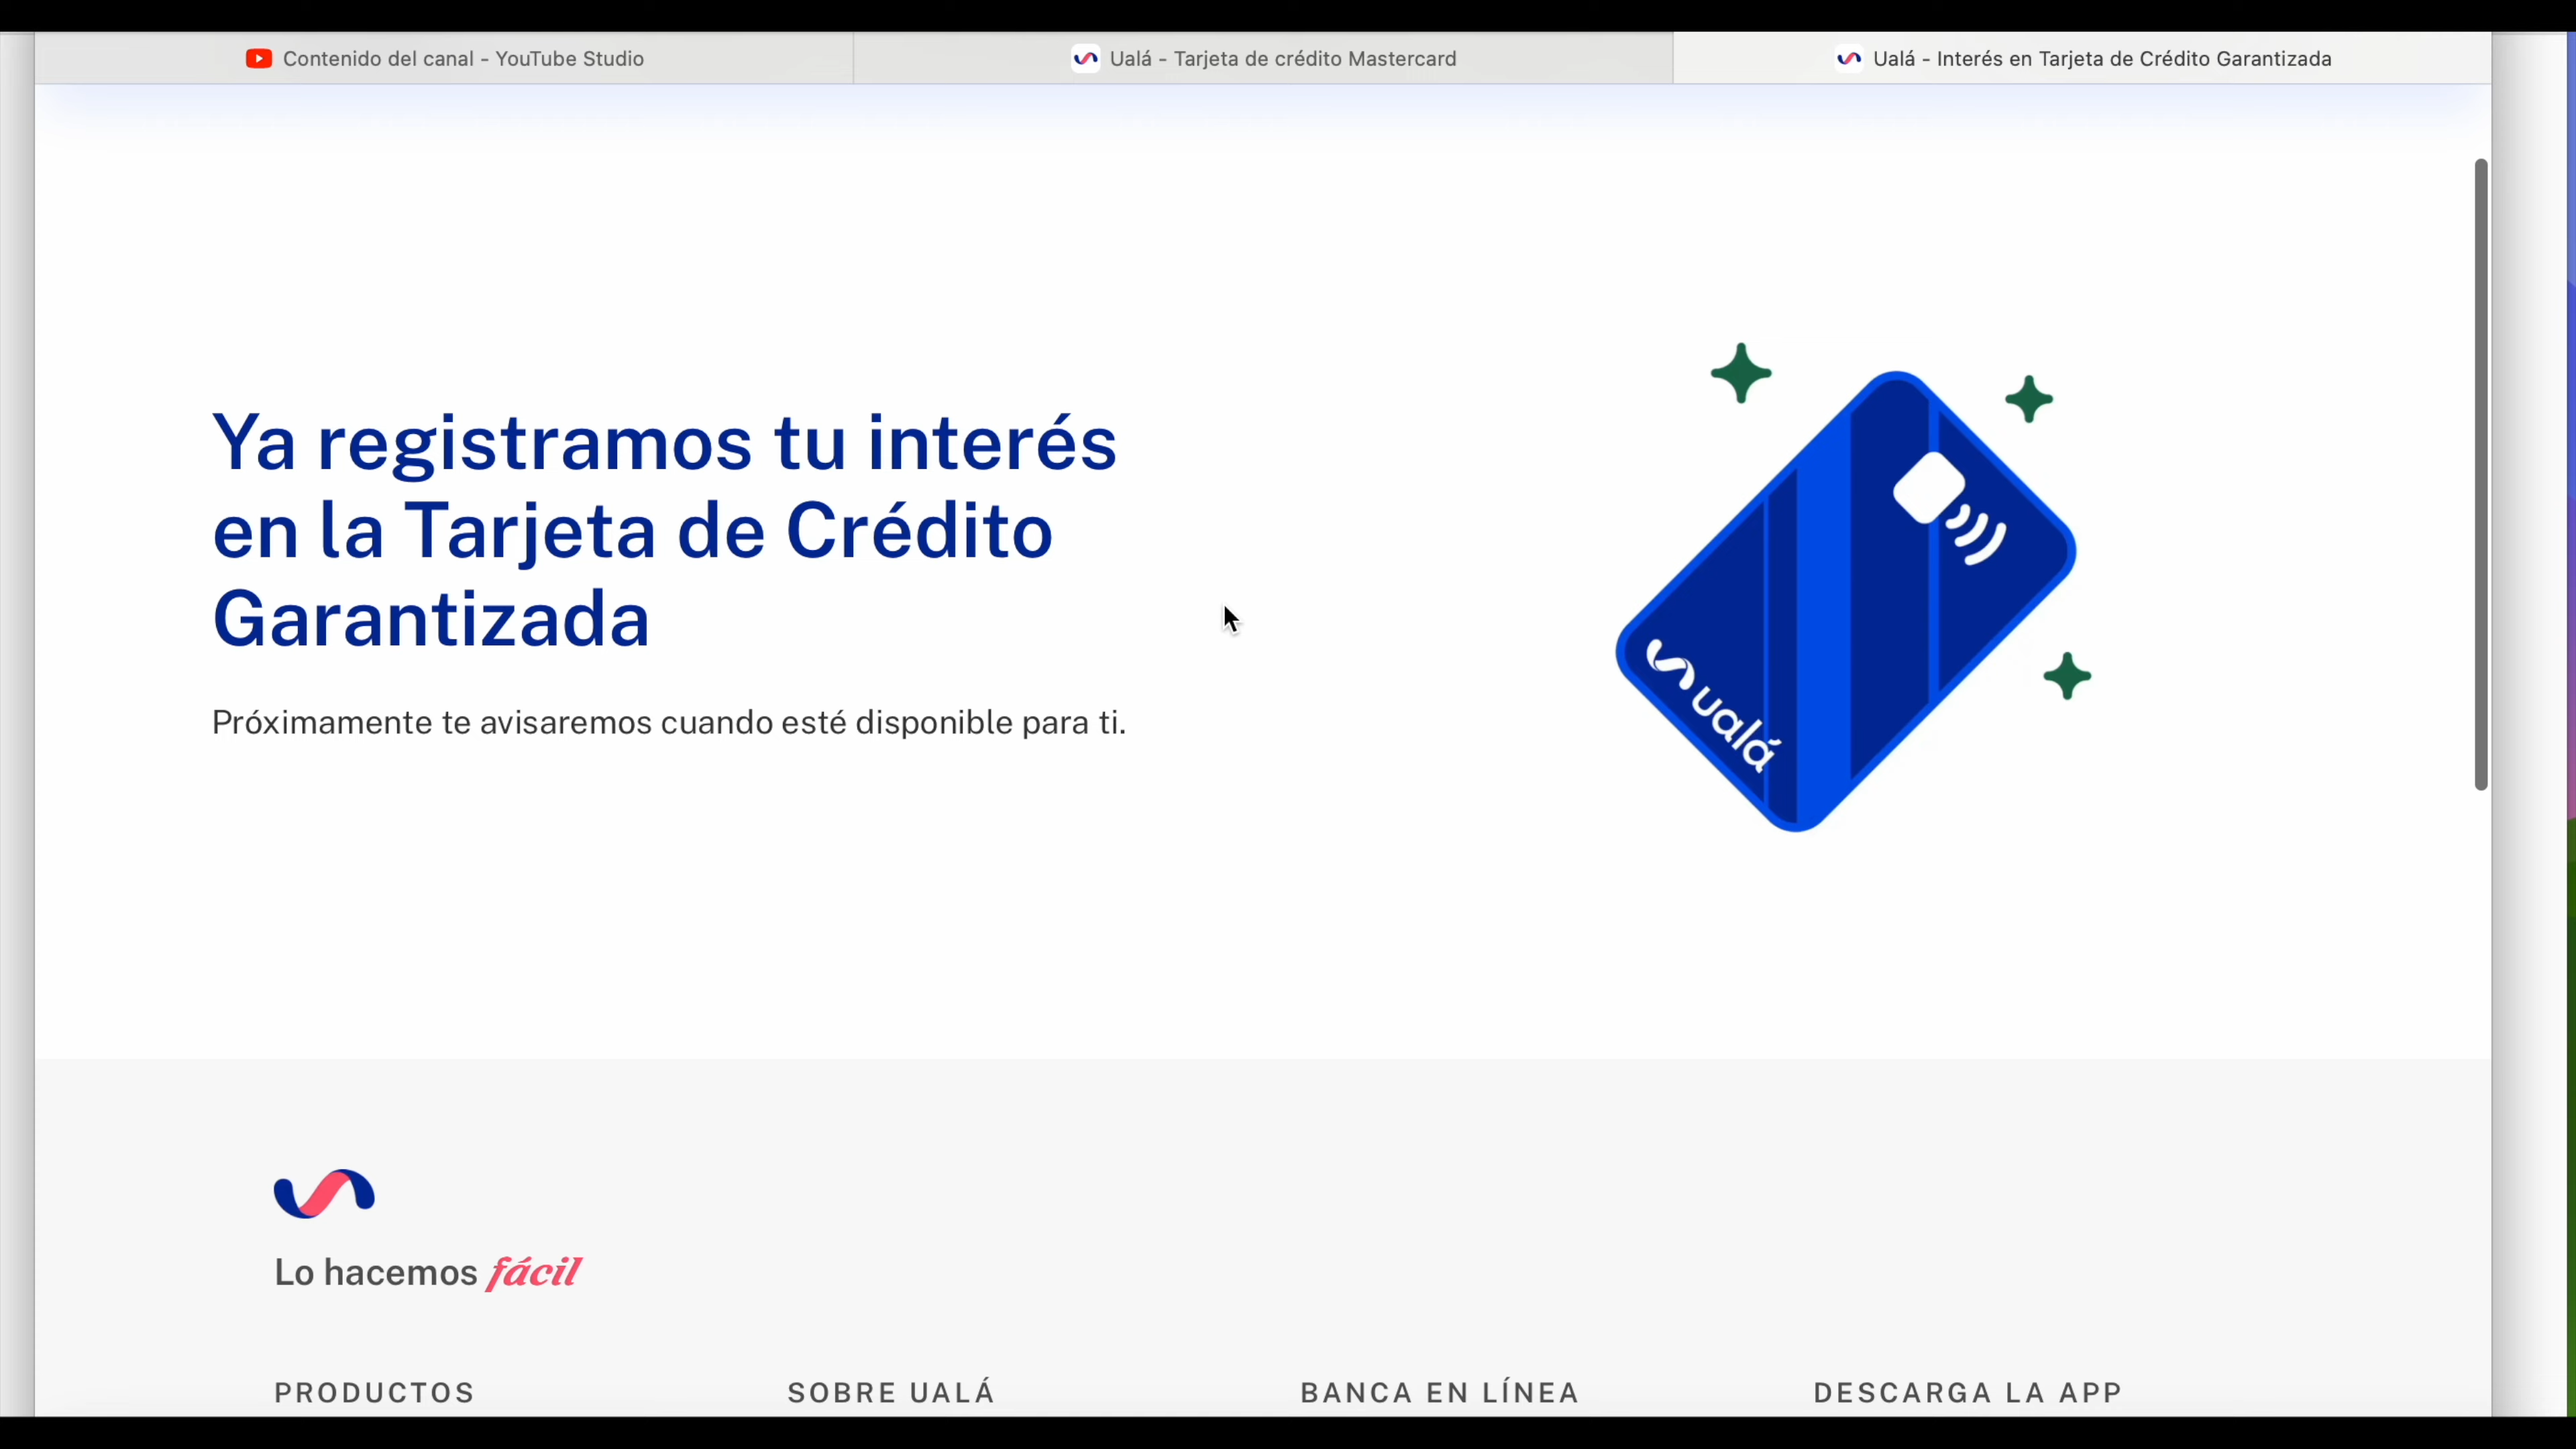 Contenido del canal - YouTube Studio
Ualá - Tarjeta de crédito Mastercard
Ualá - Interés en Tarjeta de Crédito Garantizada
Ya registramos tu interés
en la Tarjeta de Crédito
Garantizada
Próximamente te avisaremos cuando esté disponible para ti.
ualá
Lo hacemos fácil
PRODUCTOS
SOBRE UALÁ
BANCA EN LÍNEA
DESCARGA LA APP